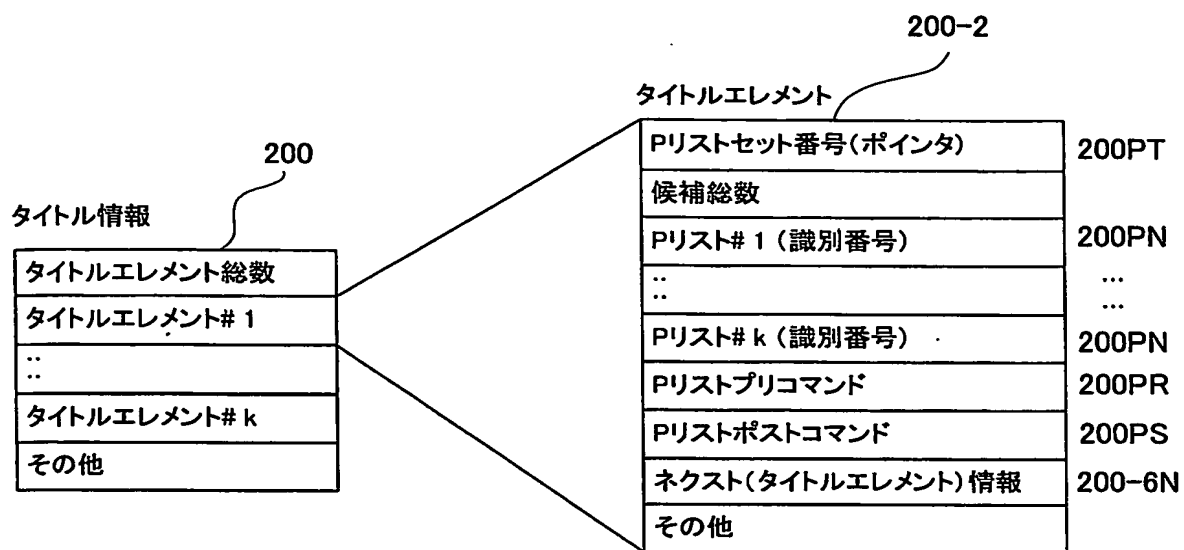 200-2
タイトルエレメント
200
タイトル情報
タイトルエレメント総数
タイトルエレメント#1
::
タイトルエレメント#k
その他
Pリストセット番号(ポインタ) 200PT
候補総数
Pリスト#1(識別番号) 200PN
:: ...
...
Pリスト#k(識別番号) 200PN
Pリストプリコマンド 200PR
Pリストポストコマンド 200PS
ネクスト(タイトルエレメント)情報 200-6N
その他